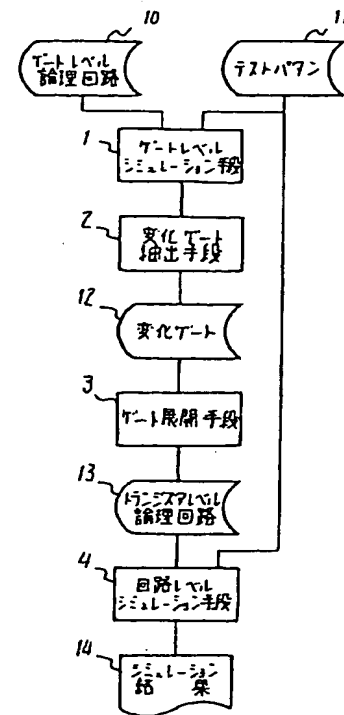 10
ゲートレベル
論理回路
11
テストパタン
1
ゲートレベル
シミュレーション手段
2
変化ゲート
抽出手段
12
変化ゲート
3
ゲート展開手段
13
トランジスタレベル
論理回路
4
回路レベル
シミュレーション手段
14
シミュレーション
結果